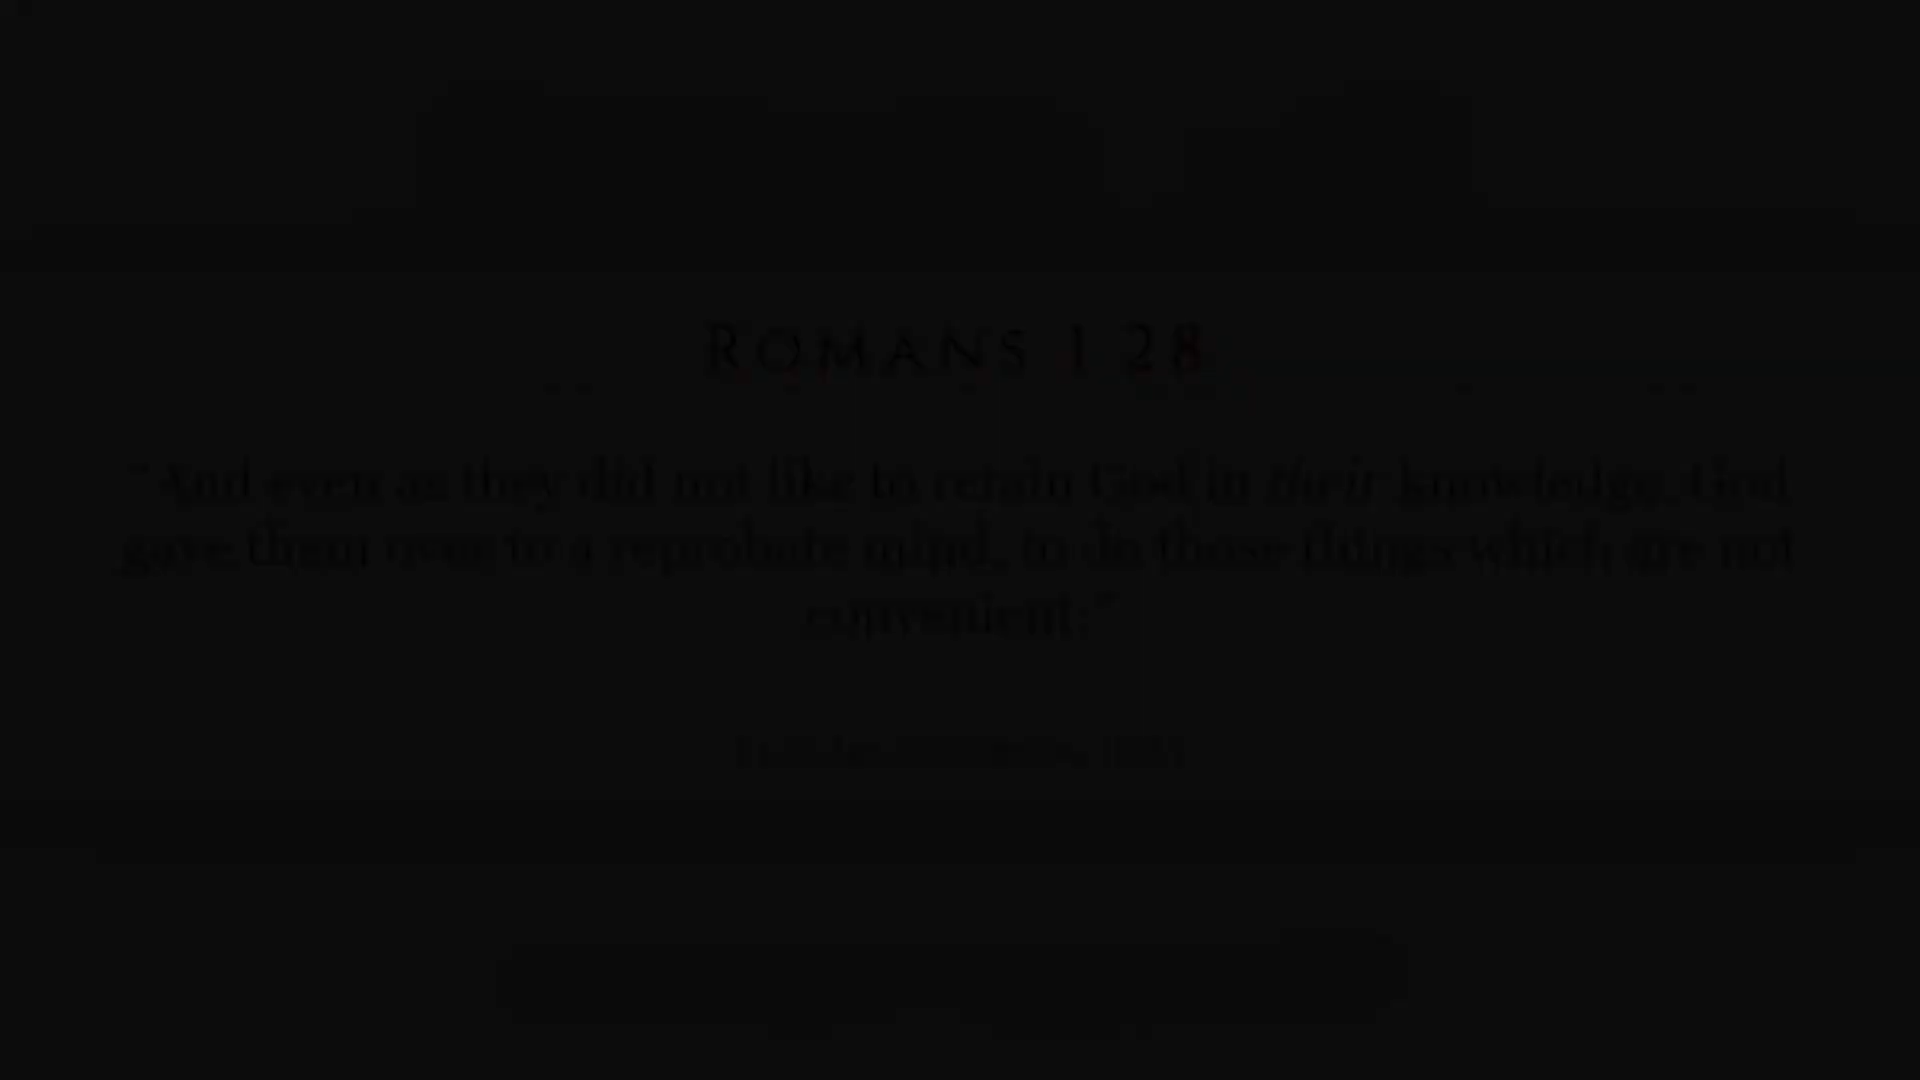 ROMANS 1 28
"And even as they did not like to retain God in their knowledge, God
gave them over to a reprobate mind, to do those things which are not
convenient;"